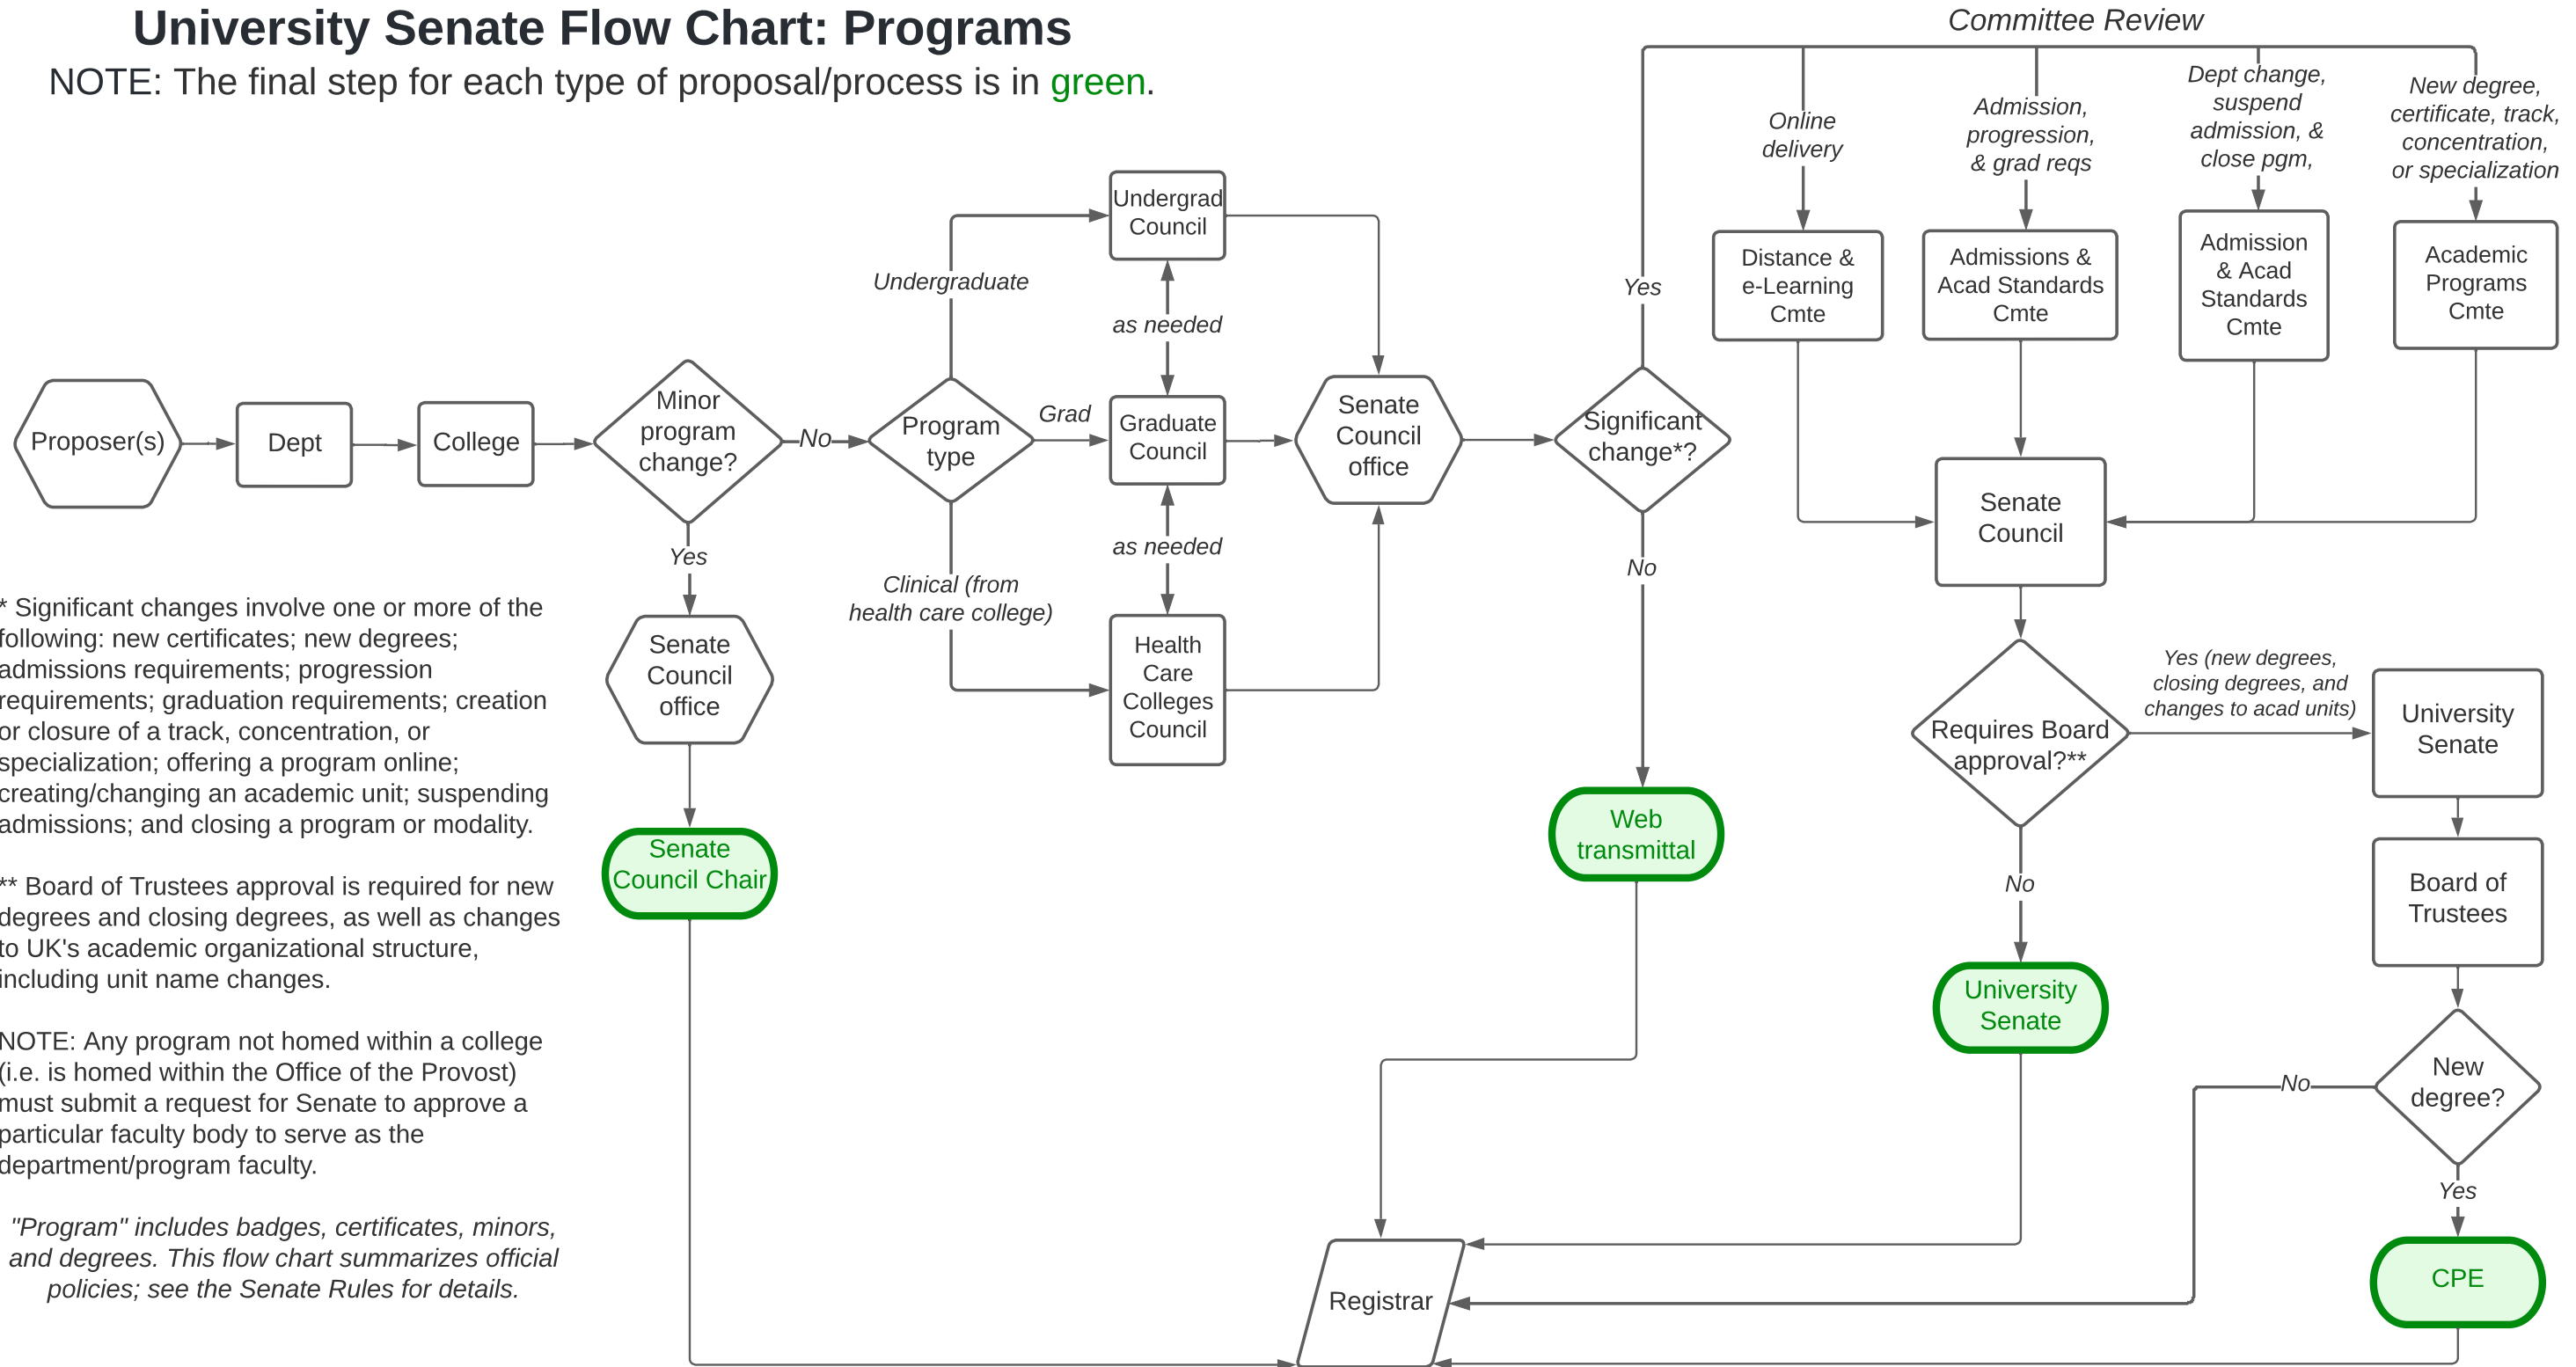 University Senate Flow Chart: Programs
NOTE: The final step for each type of proposal/process is in green.
Committee Review
Proposer(s)
Dept
College
Minor
program
change?
No
Yes
Senate
Council
office
Senate
Council Chair
Program
type
Undergraduate
Grad
Clinical (from
health care college)
Undergrad
Council
as needed
Graduate
Council
as needed
Health
Care
Colleges
Council
Senate
Council
office
Significant
change*?
Yes
No
Web
transmittal
Online
delivery
Admission,
progression,
& grad reqs
Dept change,
suspend
admission, &
close pgm,
New degree,
certificate, track,
concentration,
or specialization
Distance &
e-Learning
Cmte
Admissions &
Acad Standards
Cmte
Admission
& Acad
Standards
Cmte
Academic
Programs
Cmte
Senate
Council
Requires Board
approval?**
Yes (new degrees,
closing degrees, and
changes to acad units)
No
University
Senate
University
Senate
Board of
Trustees
New
degree?
No
Yes
CPE
Registrar
* Significant changes involve one or more of the
following: new certificates; new degrees;
admissions requirements; progression
requirements; graduation requirements; creation
or closure of a track, concentration, or
specialization; offering a program online;
creating/changing an academic unit; suspending
admissions; and closing a program or modality.
** Board of Trustees approval is required for new
degrees and closing degrees, as well as changes
to UK's academic organizational structure,
including unit name changes.
NOTE: Any program not homed within a college
(i.e. is homed within the Office of the Provost)
must submit a request for Senate to approve a
particular faculty body to serve as the
department/program faculty.
"Program" includes badges, certificates, minors,
and degrees. This flow chart summarizes official
policies; see the Senate Rules for details.